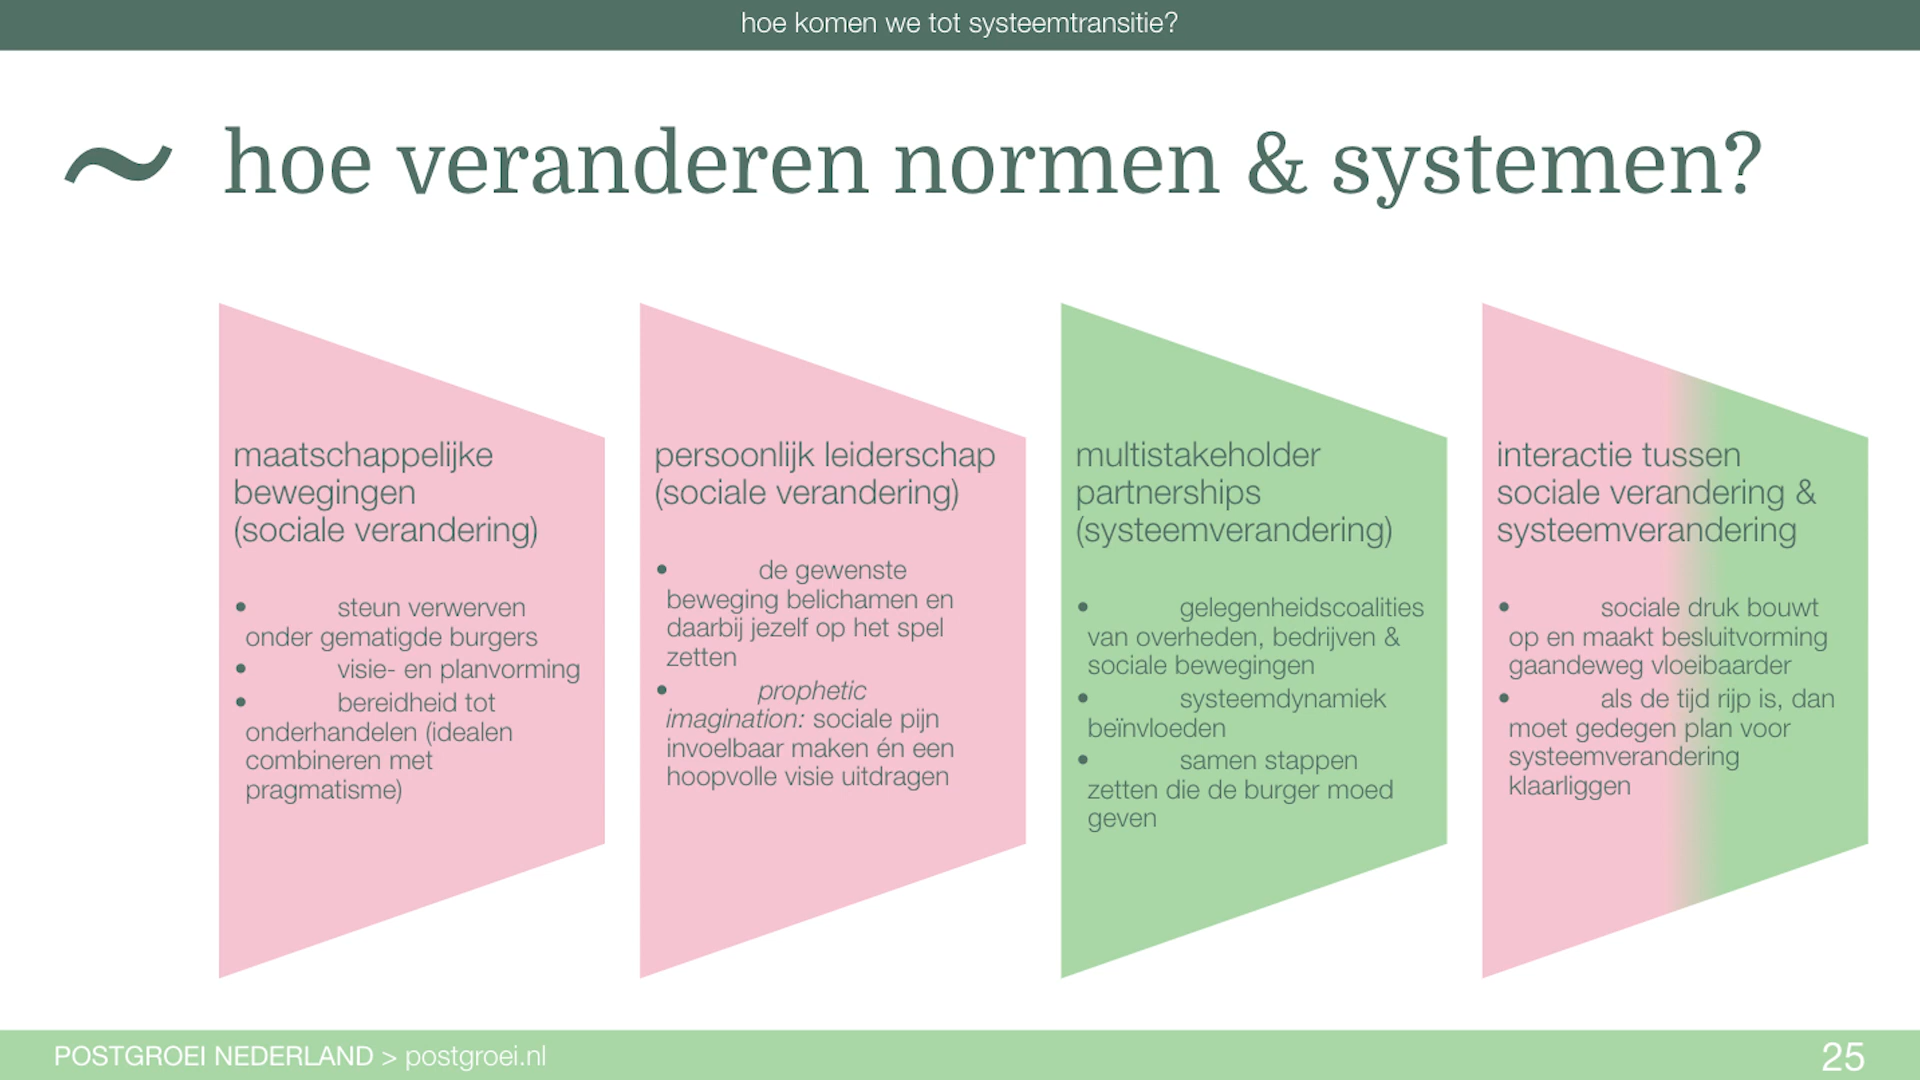 hoe komen we tot systeemtransitie?
~ hoe veranderen normen & systemen?
maatschappelijke
bewegingen
(sociale verandering)
• steun verwerven
onder gematigde burgers
• visie- en planvorming
• bereidheid tot
onderhandelen (idealen
combineren met
pragmatisme)
persoonlijk leiderschap
(sociale verandering)
• de gewenste
beweging belichamen en
daarbij jezelf op het spel
zetten
• prophetic
imagination: sociale pijn
invoelbaar maken én een
hoopvolle visie uitdragen
multistakeholder
partnerships
(systeemverandering)
• gelegenheidscoalities
van overheden, bedrijven &
sociale bewegingen
• systeemdynamiek
beïnvloeden
• samen stappen
zetten die de burger moed
geven
interactie tussen
sociale verandering &
systeemverandering
• sociale druk bouwt
op en maakt besluitvorming
gaandeweg vloeibaarder
• als de tijd rijp is, dan
moet gedegen plan voor
systeemverandering
klaarliggen
POSTGROEI NEDERLAND > postgroei.nl
25